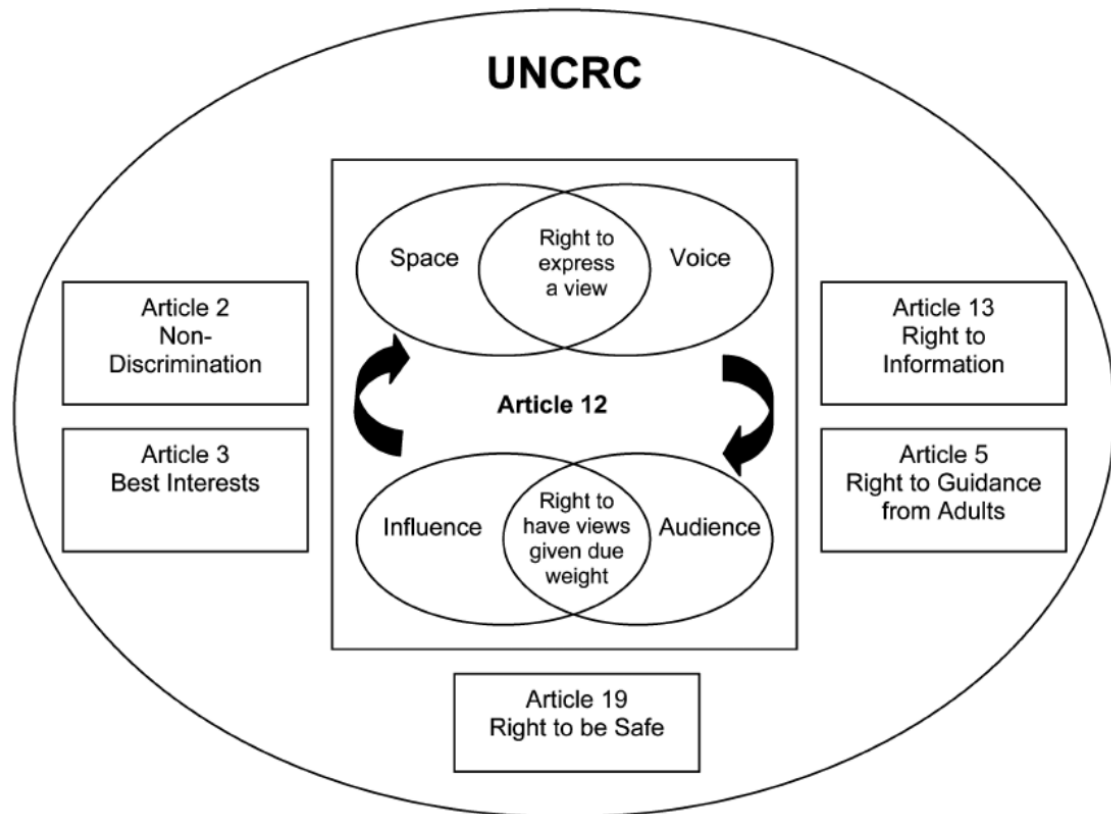 UNCRC
Space
Right to
express
a view
Voice
Article 2
Non-
Discrimination
Article 13
Right to
Information
Article 12
Article 3
Best Interests
Article 5
Right to Guidance
from Adults
Influence
Right to
have views
given due
weight
Audience
Article 19
Right to be Safe